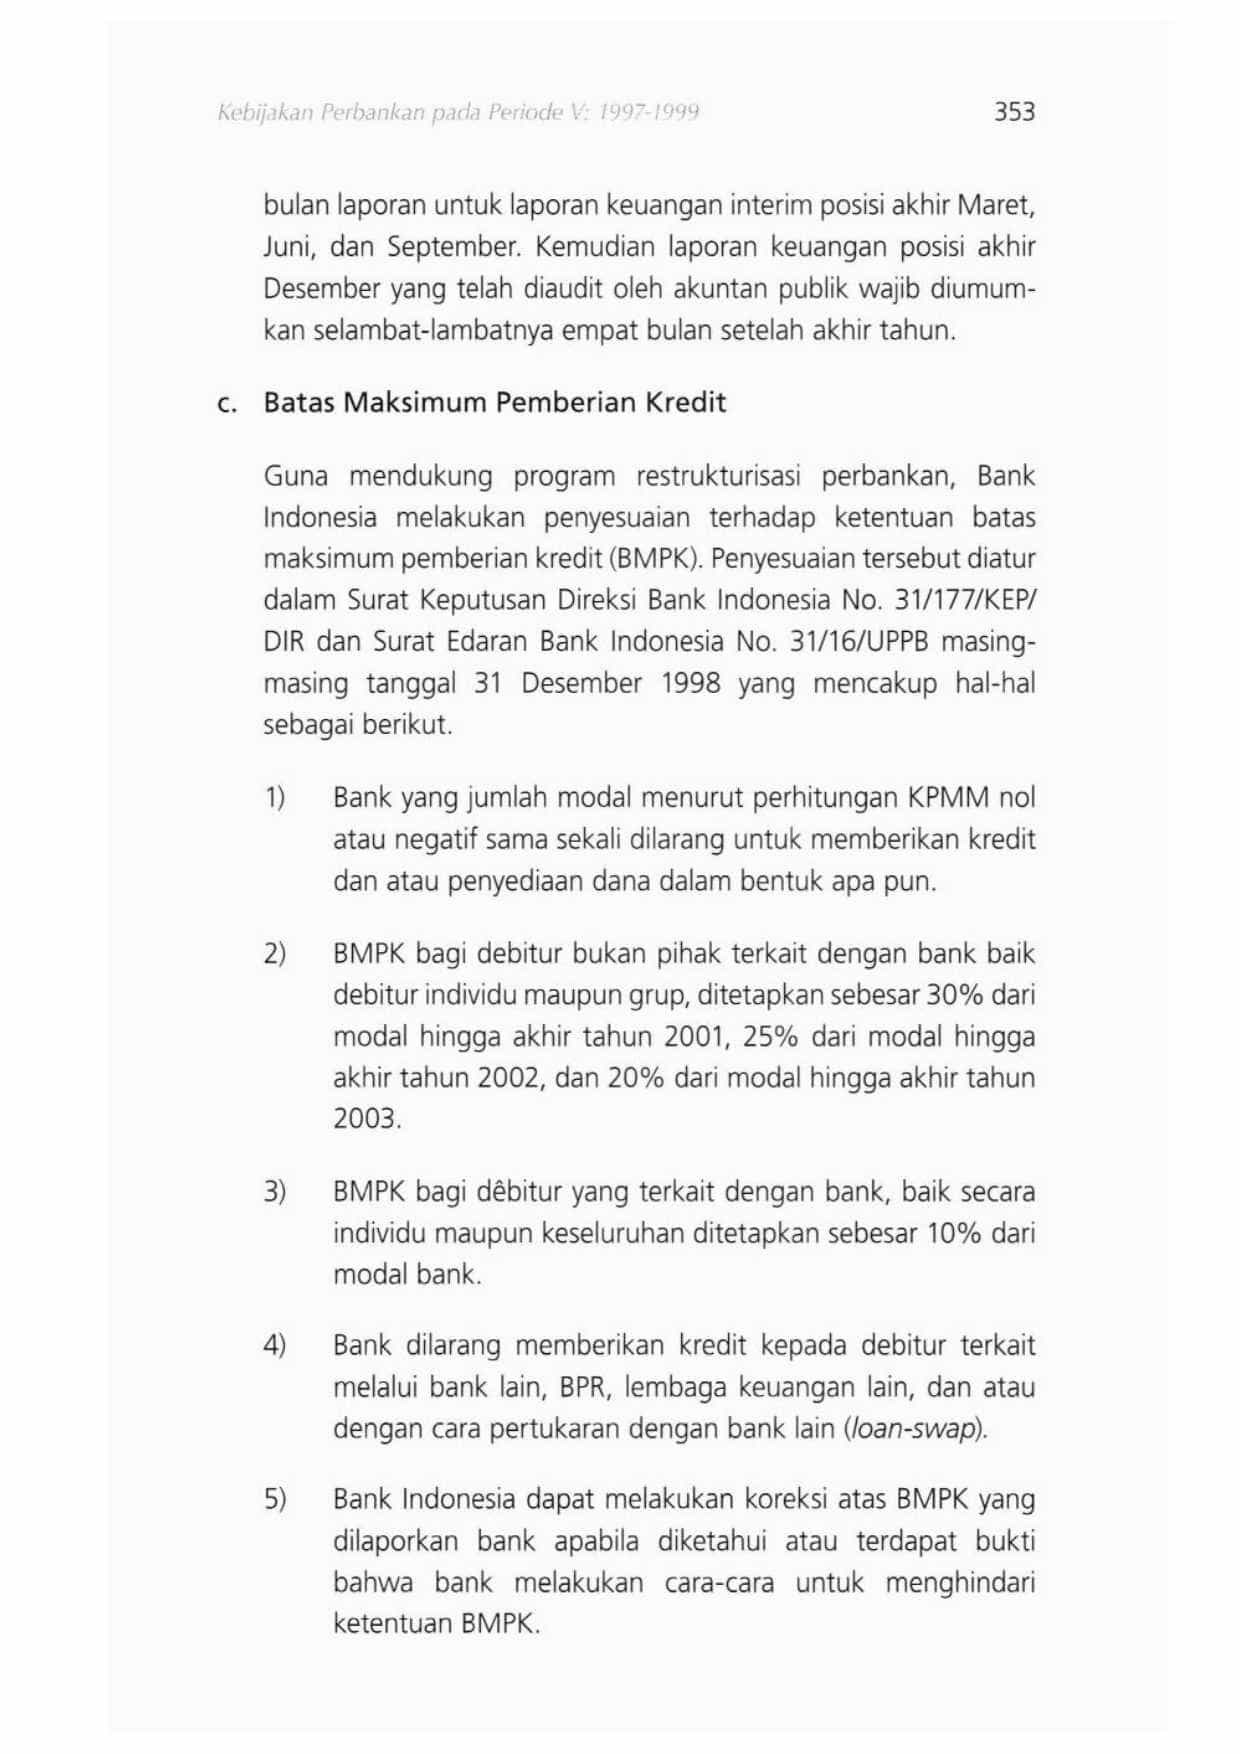 Kebijakan Perbankan pada Periode V: 1997-1999 353
bulan laporan untuk laporan keuangan interim posisi akhir Maret,
Juni, dan September. Kemudian laporan keuangan posisi akhir
Desember yang telah diaudit oleh akuntan publik wajib diumum-
kan selambat-lambatnya empat bulan setelah akhir tahun.
c. Batas Maksimum Pemberian Kredit
Guna mendukung program restrukturisasi perbankan, Bank
Indonesia melakukan penyesuaian terhadap ketentuan batas
maksimum pemberian kredit (BMPK). Penyesuaian tersebut diatur
dalam Surat Keputusan Direksi Bank Indonesia No. 31/177/KEP/
DIR dan Surat Edaran Bank Indonesia No. 31/16/UPPB masing-
masing tanggal 31 Desember 1998 yang mencakup hal-hal
sebagai berikut.
1) Bank yang jumlah modal menurut perhitungan KPMM nol
atau negatif sama sekali dilarang untuk memberikan kredit
dan atau penyediaan dana dalam bentuk apa pun.
2) BMPK bagi debitur bukan pihak terkait dengan bank baik
debitur individu maupun grup, ditetapkan sebesar 30% dari
modal hingga akhir tahun 2001, 25% dari modal hingga
akhir tahun 2002, dan 20% dari modal hingga akhir tahun
2003.
3) BMPK bagi dêbitur yang terkait dengan bank, baik secara
individu maupun keseluruhan ditetapkan sebesar 10% dari
modal bank.
4) Bank dilarang memberikan kredit kepada debitur terkait
melalui bank lain, BPR, lembaga keuangan lain, dan atau
dengan cara pertukaran dengan bank lain (loan-swap).
5) Bank Indonesia dapat melakukan koreksi atas BMPK yang
dilaporkan bank apabila diketahui atau terdapat bukti
bahwa bank melakukan cara-cara untuk menghindari
ketentuan BMPK.